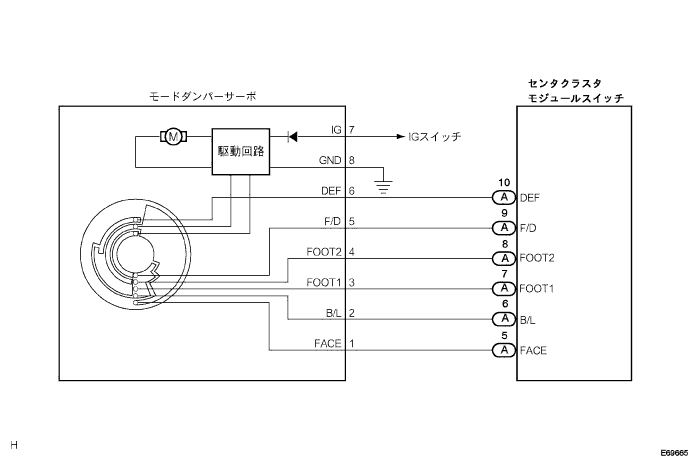 センタクラスタ
モジュールスイッチ
モードダンパーサーボ
M
駆動回路
IG 7
IGスイッチ
GND 8
DEF 6
10
A DEF
F/D 5
9
A F/D
FOOT2 4
8
A FOOT2
FOOT1 3
7
A FOOT1
B/L 2
6
A B/L
FACE 1
5
A FACE
H
E69665